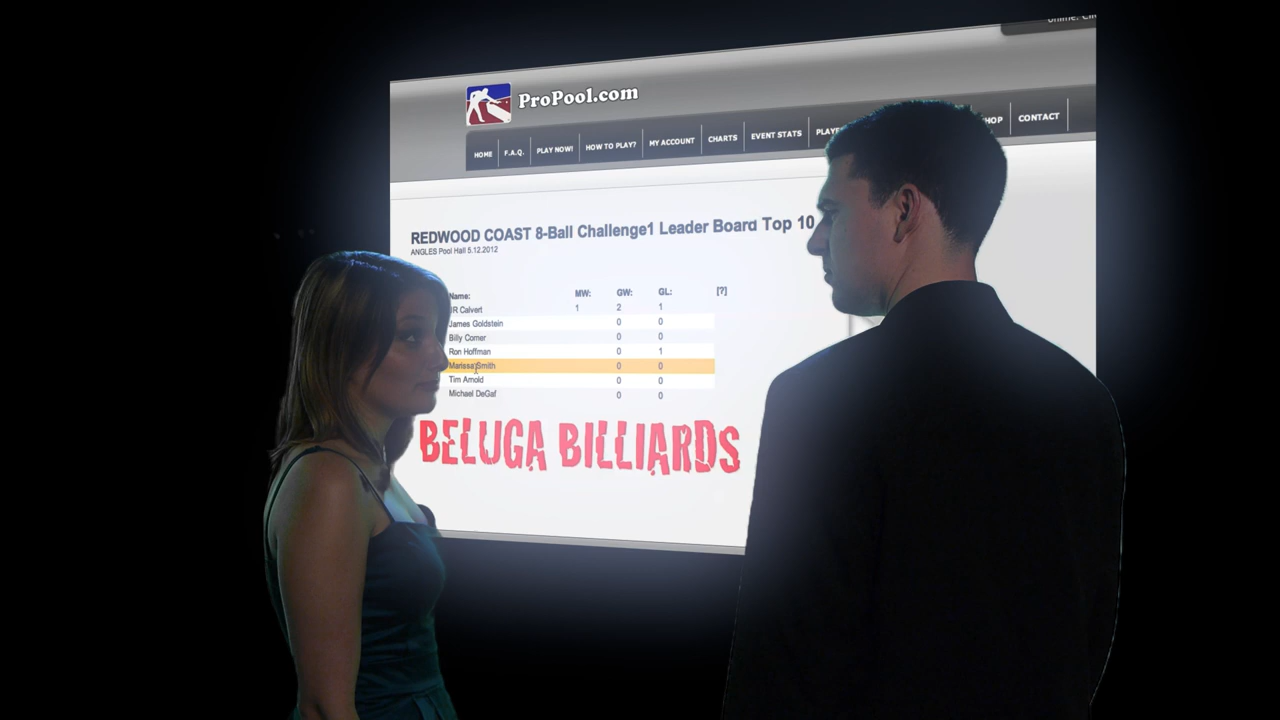 ProPool.com
HOME F.A.Q. PLAY NOW! HOW TO PLAY? MY ACCOUNT CHARTS EVENT STATS CONTACT
REDWOOD COAST 8-Ball Challenge1 Leader Board Top 10
ANGLES Pool Hall 5.12.2012
Name: MW: GW: GL: [?]
JR Calvert 1 2 1
James Goldstein 0 0
Billy Comer 0 0
Ron Hoffman 0 1
Marissa Smith 0 0
Tim Arnold 0 0
Michael DeGaf 0 0
BELUGA BILLIARDS